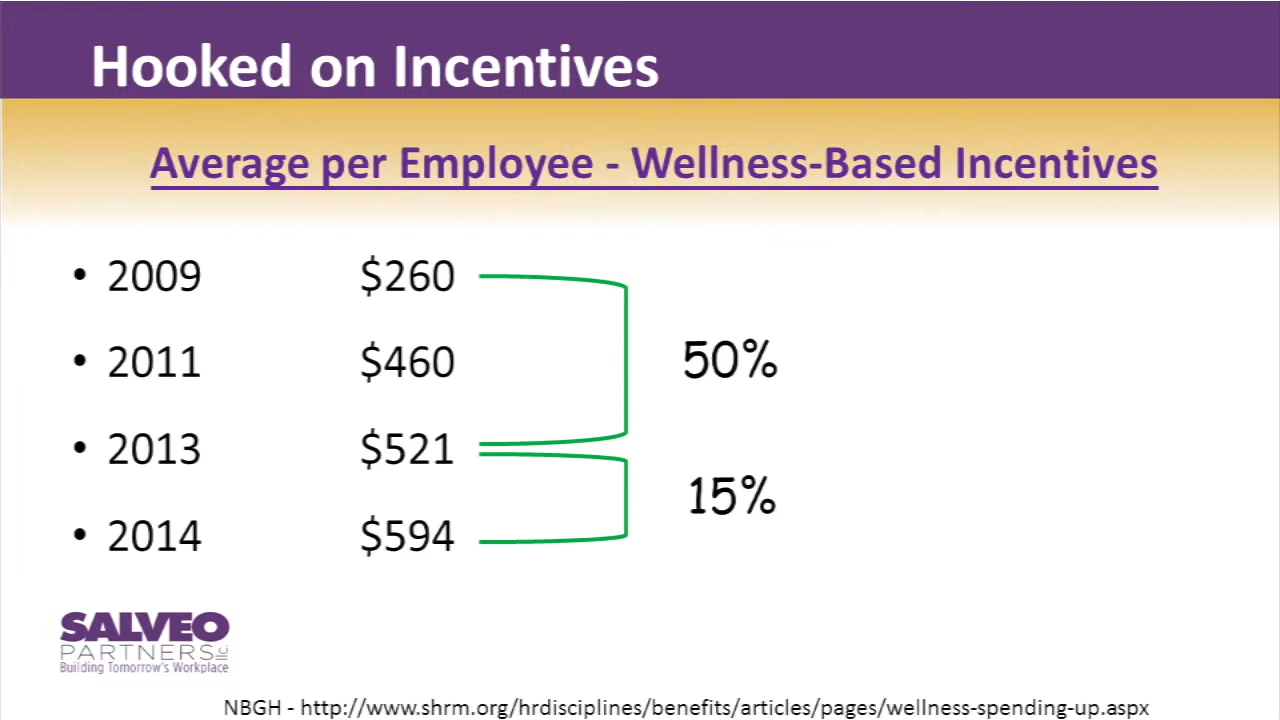 Hooked on Incentives
Average per Employee - Wellness-Based Incentives
• 2009 $260
• 2011 $460
50%
• 2013 $521
15%
• 2014 $594
SALVEO
PARTNERS LLC
Building Tomorrow's Workplace
NBGH - http://www.shrm.org/hrdisciplines/benefits/articles/pages/wellness-spending-up.aspx